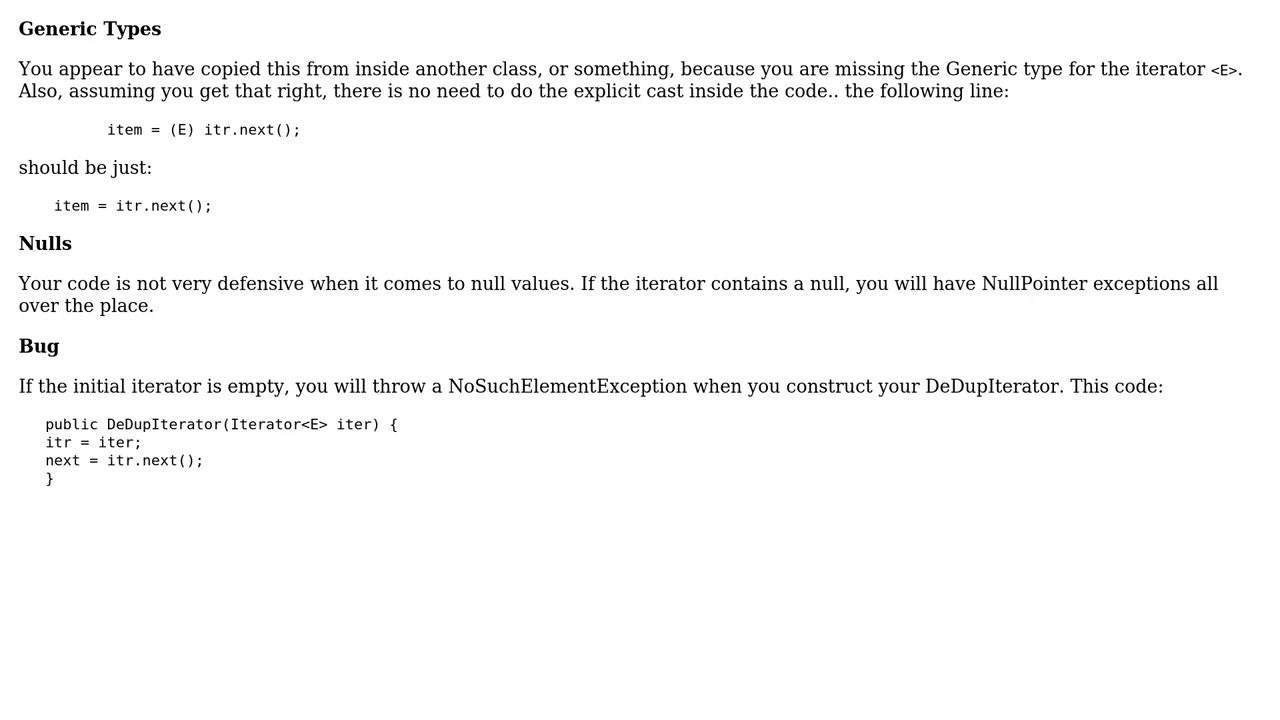 Generic Types
You appear to have copied this from inside another class, or something, because you are missing the Generic type for the iterator <E>.
Also, assuming you get that right, there is no need to do the explicit cast inside the code.. the following line:
item = (E) itr.next();
should be just:
item = itr.next();
Nulls
Your code is not very defensive when it comes to null values. If the iterator contains a null, you will have NullPointer exceptions all
over the place.
Bug
If the initial iterator is empty, you will throw a NoSuchElementException when you construct your DeDupIterator. This code:
public DeDupIterator(Iterator<E> iter) {
itr = iter;
next = itr.next();
}